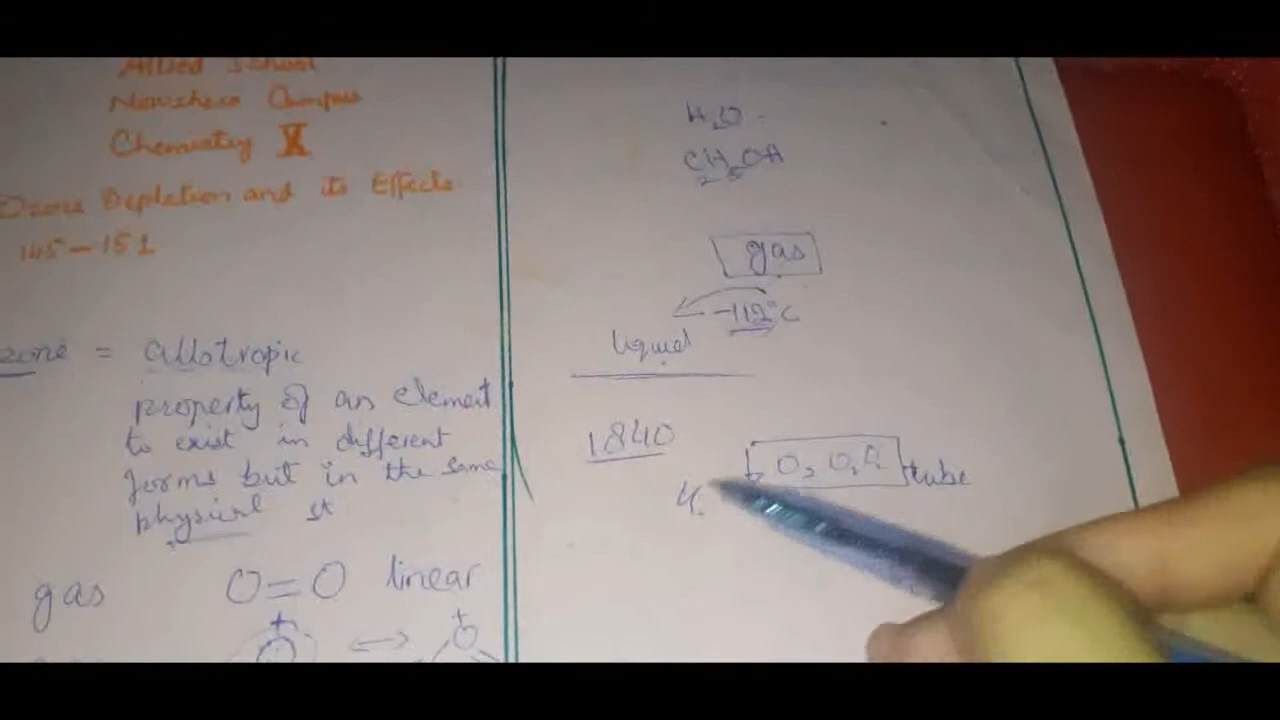 Allied School
Nowshera Campus
Chemistry X
Ozone Depletion and its Effects.
145-151
zone = allotropic
property of an element
to exist in different
forms but in the same
physical st
gas O=O linear
+ ↔ +
H2O
C2H5OH
gas
-112°C
liquid
1840
O2 tube